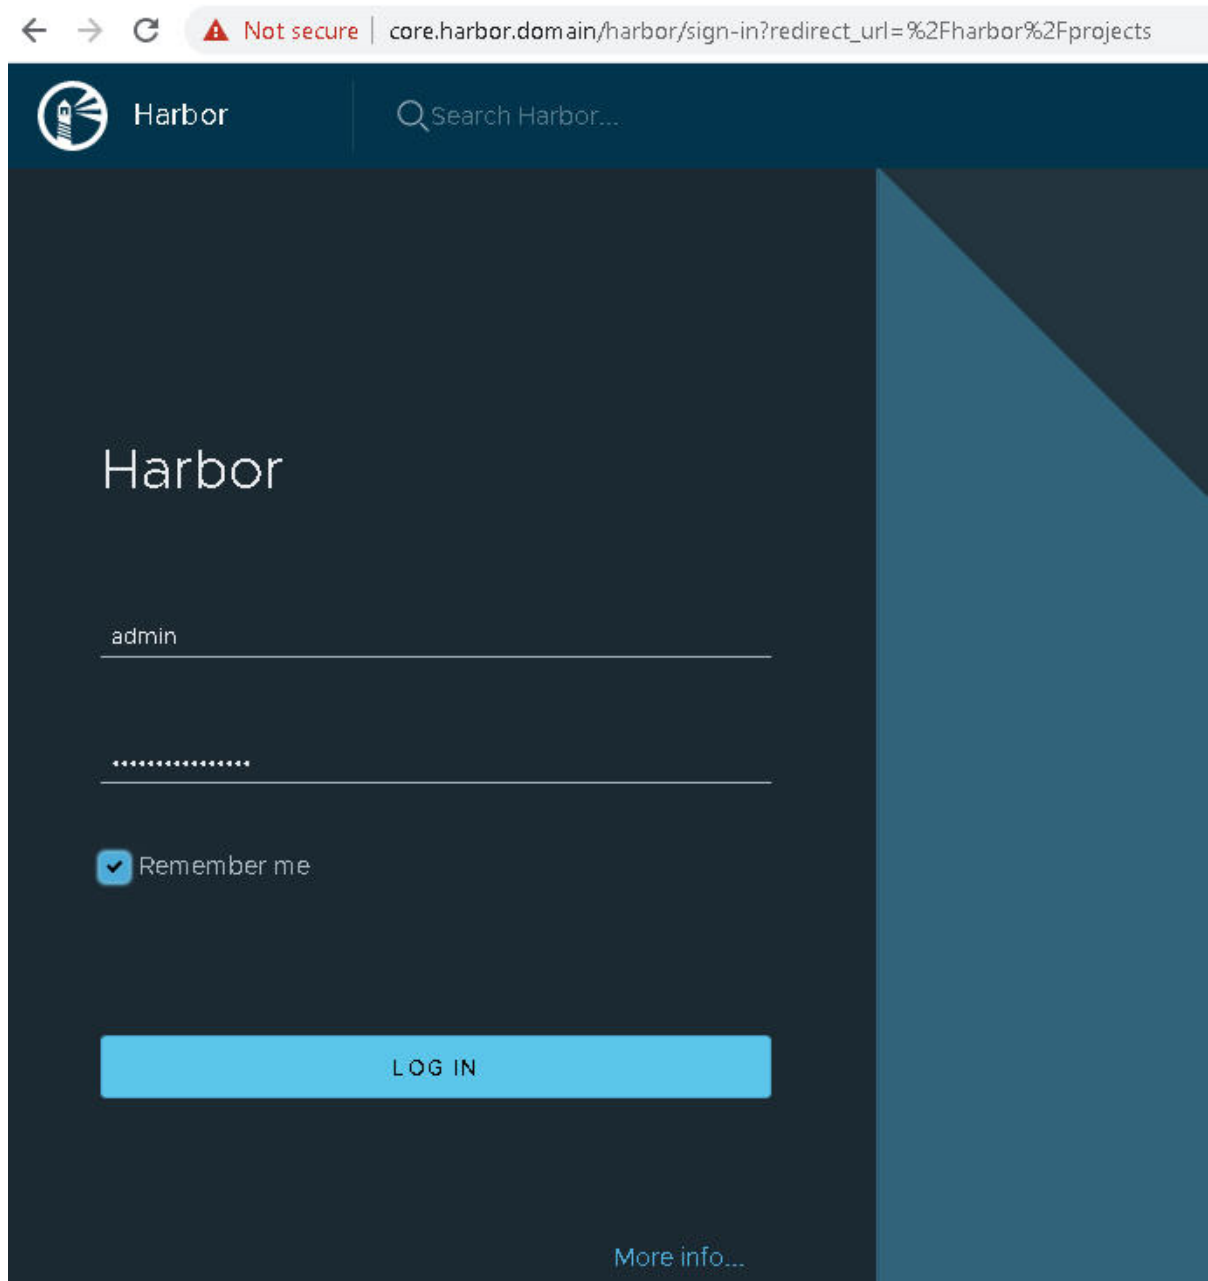 Not secure | core.harbor.domain/harbor/sign-in?redirect_url=%2Fharbor%2Fprojects
Harbor Search Harbor...
Harbor
admin
••••••••••••••••
Remember me
LOG IN
More info...